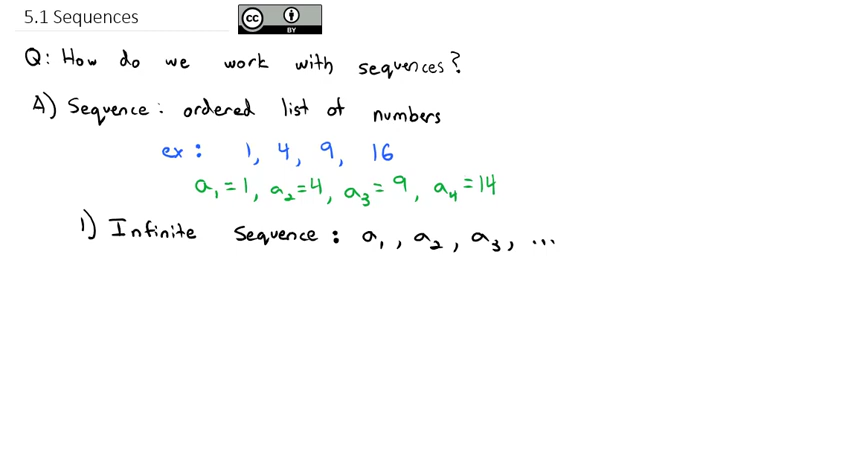 5.1 Sequences cc BY
Q: How do we work with sequences?
A) Sequence: ordered list of numbers
ex: 1, 4, 9, 16
a₁=1, a₂=4, a₃=9, a₄=14
1) Infinite sequence: a₁, a₂, a₃, ...